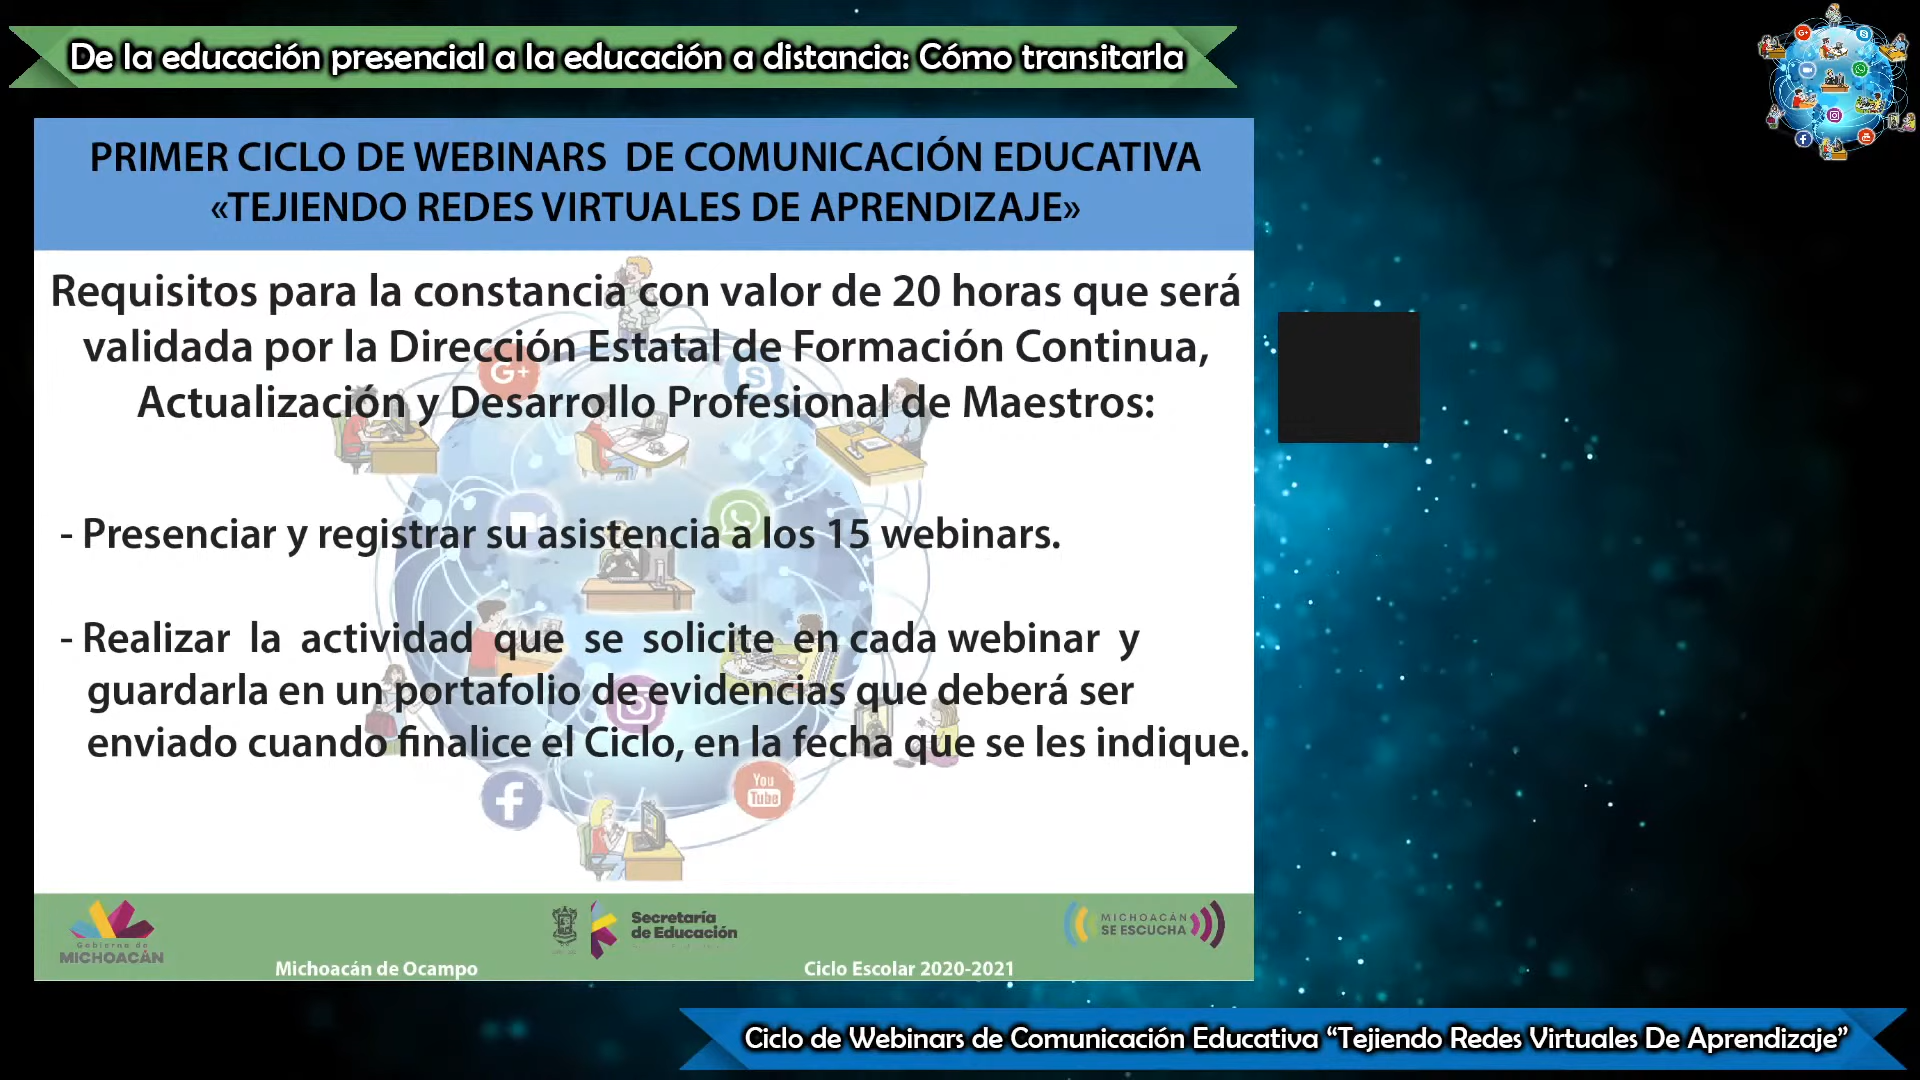 De la educación presencial a la educación a distancia: Cómo transitarla
PRIMER CICLO DE WEBINARS DE COMUNICACIÓN EDUCATIVA
«TEJIENDO REDES VIRTUALES DE APRENDIZAJE»
Requisitos para la constancia con valor de 20 horas que será
validada por la Dirección Estatal de Formación Continua,
Actualización y Desarrollo Profesional de Maestros:
- Presenciar y registrar su asistencia a los 15 webinars.
- Realizar la actividad que se solicite en cada webinar y
guardarla en un portafolio de evidencias que deberá ser
enviado cuando finalice el Ciclo, en la fecha que se les indique.
G+
You
Tube
Gobierno de
MICHOACÁN
Secretaría
de Educación
MICHOACÁN
SE ESCUCHA
Michoacán de Ocampo
Ciclo Escolar 2020-2021
Ciclo de Webinars de Comunicación Educativa “Tejiendo Redes Virtuales De Aprendizaje”